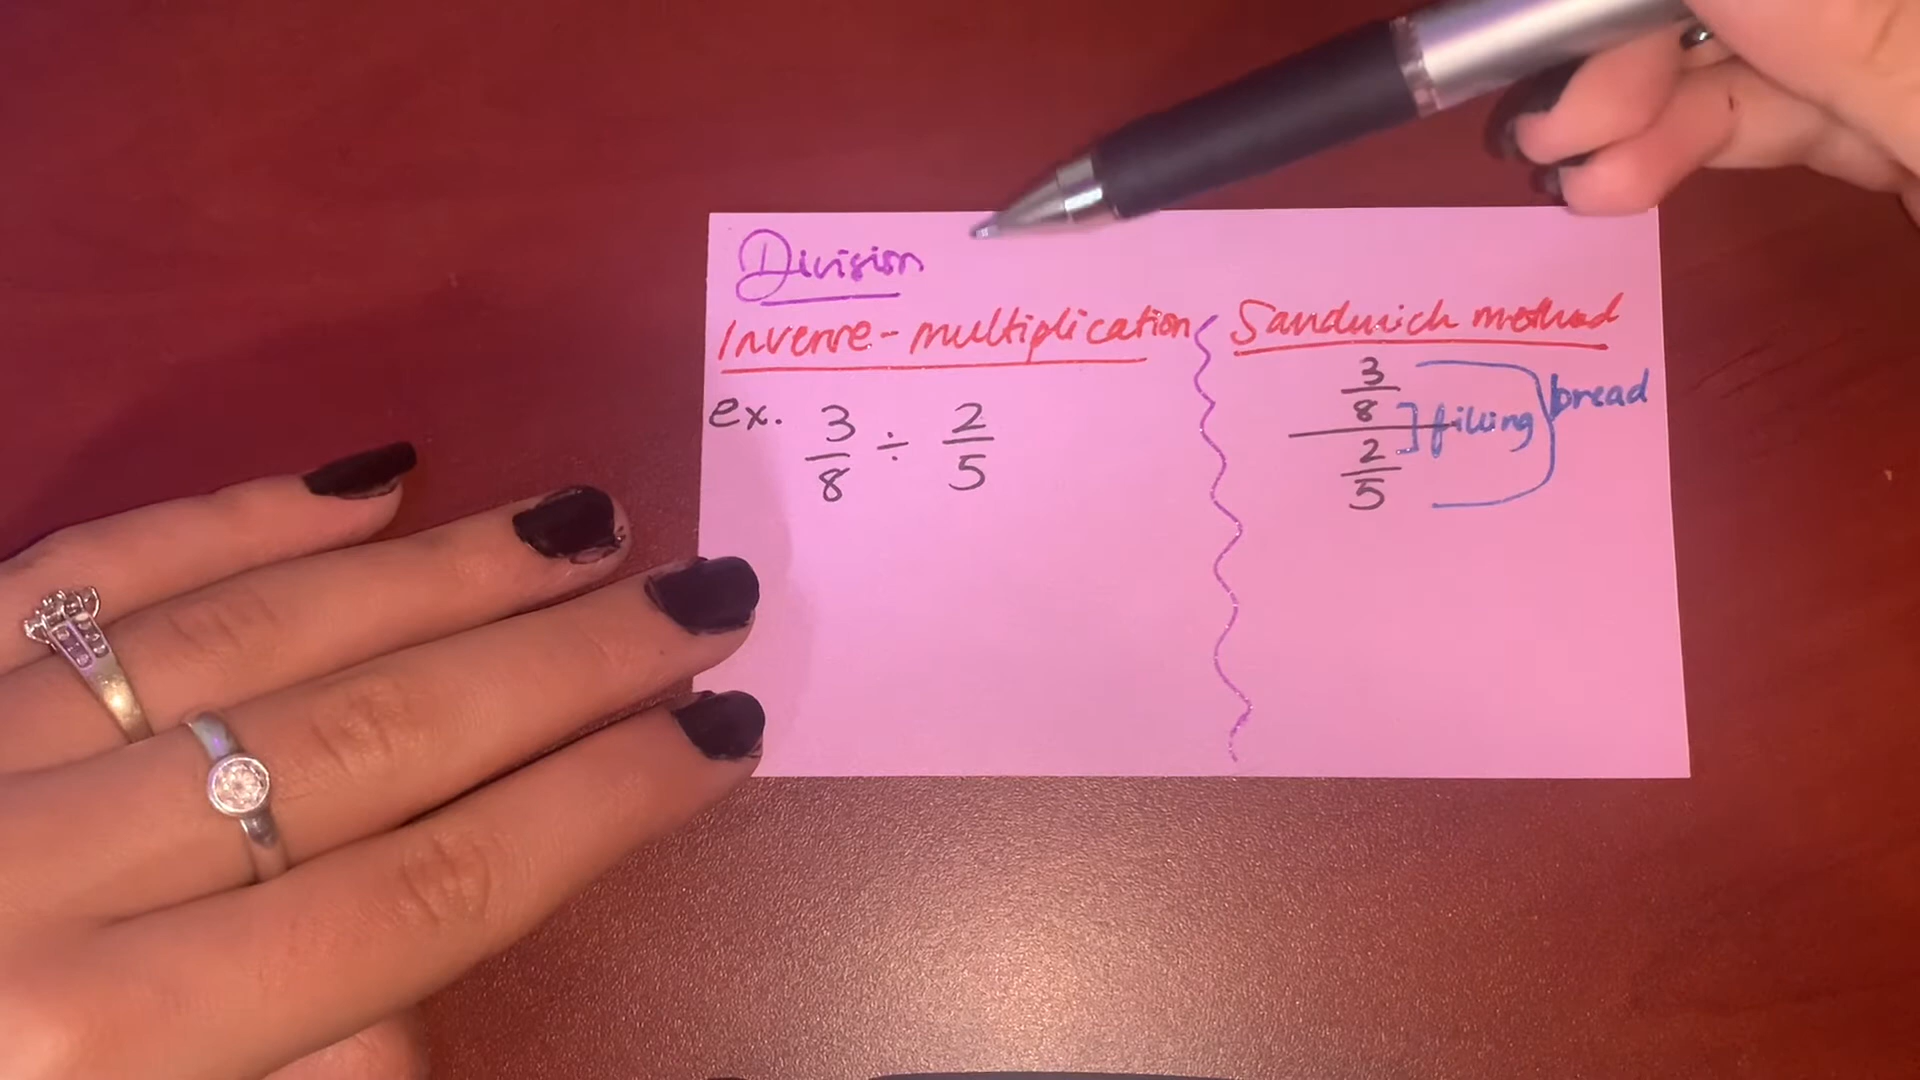 Division
Inverse-multiplication
ex. 3/8 ÷ 2/5
Sandwich method
3/8
2/5
filling
bread